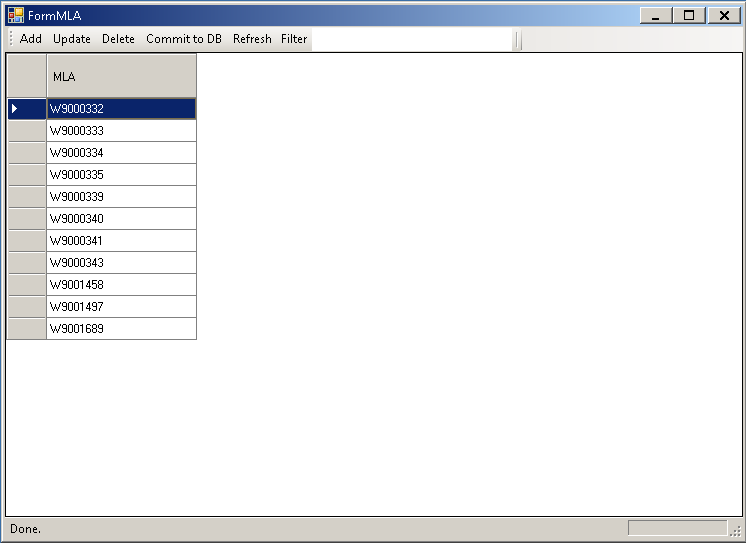 FormMLA
Add Update Delete Commit to DB Refresh Filter
MLA
W9000332
W9000333
W9000334
W9000335
W9000339
W9000340
W9000341
W9000343
W9001458
W9001497
W9001689
Done.